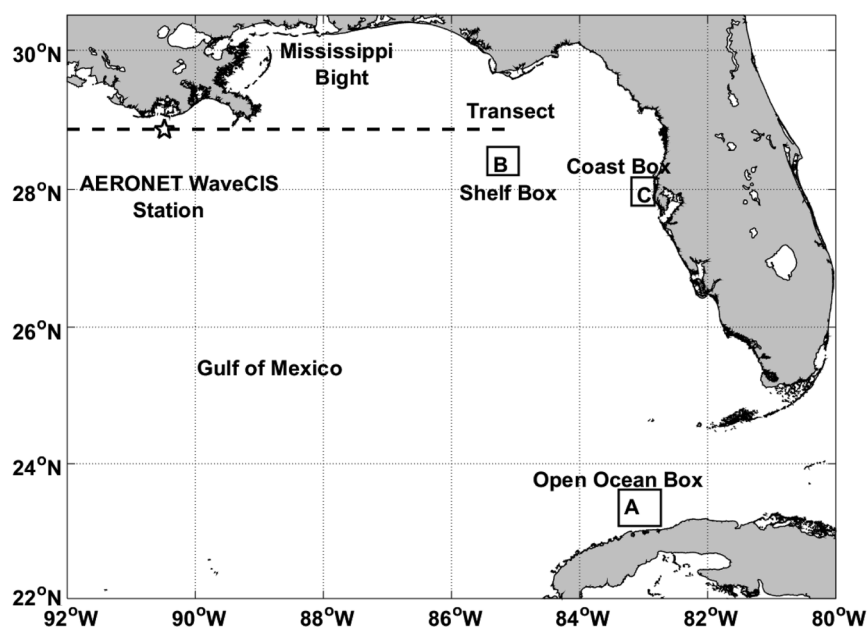 30°N
Mississippi
Bight
Transect
B
Coast Box
28°N
AERONET WaveCIS
Station
Shelf Box
C
26°N
Gulf of Mexico
24°N
Open Ocean Box
A
22°N
92°W 90°W 88°W 86°W 84°W 82°W 80°W